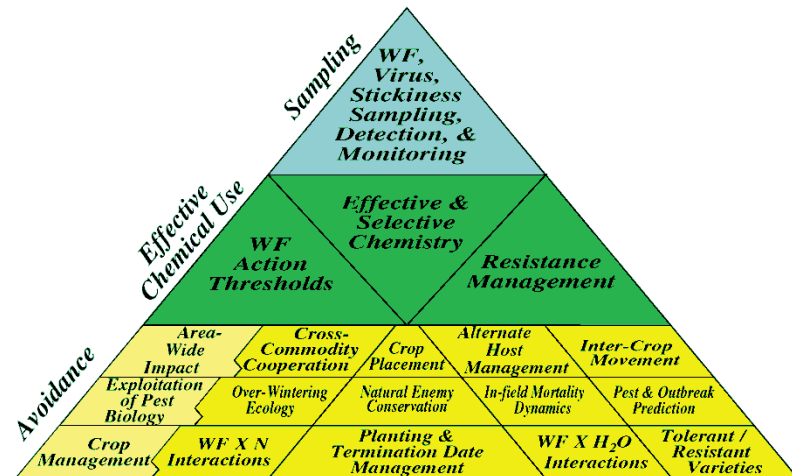 Sampling
WF,
Virus,
Stickiness
Sampling,
Detection, &
Monitoring
Effective
Chemical Use
WF
Action
Thresholds
Effective &
Selective
Chemistry
Resistance
Management
Avoidance
Area-
Wide
Impact
Cross-
Commodity
Cooperation
Crop
Placement
Alternate
Host
Management
Inter-Crop
Movement
Exploitation
of Pest
Biology
Over-Wintering
Ecology
Natural Enemy
Conservation
In-field Mortality
Dynamics
Pest & Outbreak
Prediction
Crop
Management
WF X N
Interactions
Planting &
Termination Date
Management
WF X H₂O
Interactions
Tolerant /
Resistant
Varieties